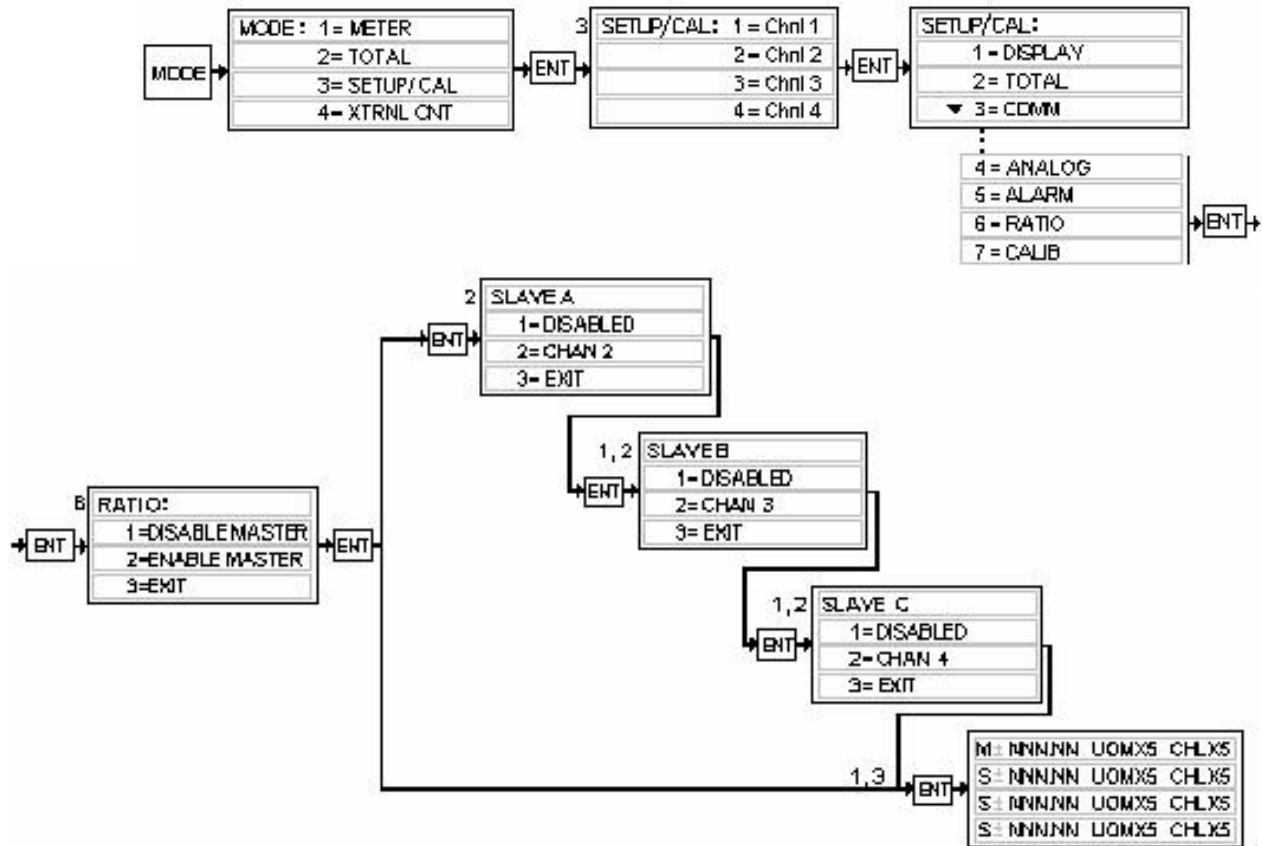 MODE
MODE: 1= METER
2= TOTAL
3= SETUP/CAL
4= XTRNL CNT
ENT
3
SETUP/CAL: 1 = Chnl 1
2= Chnl 2
3= Chnl 3
4= Chnl 4
ENT
SETUP/CAL:
1= DISPLAY
2= TOTAL
▼ 3= COMM
4= ANALOG
5= ALARM
6= RATIO
7= CALIB
ENT
2
SLAVE A
1=DISABLED
2=CHAN 2
3= EXIT
ENT
1,2
SLAVE B
1=DISABLED
2=CHAN 3
3=EXIT
ENT
6
RATIO:
1=DISABLE MASTER
2=ENABLE MASTER
3=EXIT
ENT
ENT
1,2
SLAVE C
1=DISABLED
2=CHAN 4
3= EXIT
ENT
1,3
ENT
M± NNN.NN UOMX5 CHLX5
S± NNN.NN UOMX5 CHLX5
S± NNN.NN UOMX5 CHLX5
S± NNN.NN UOMX5 CHLX5